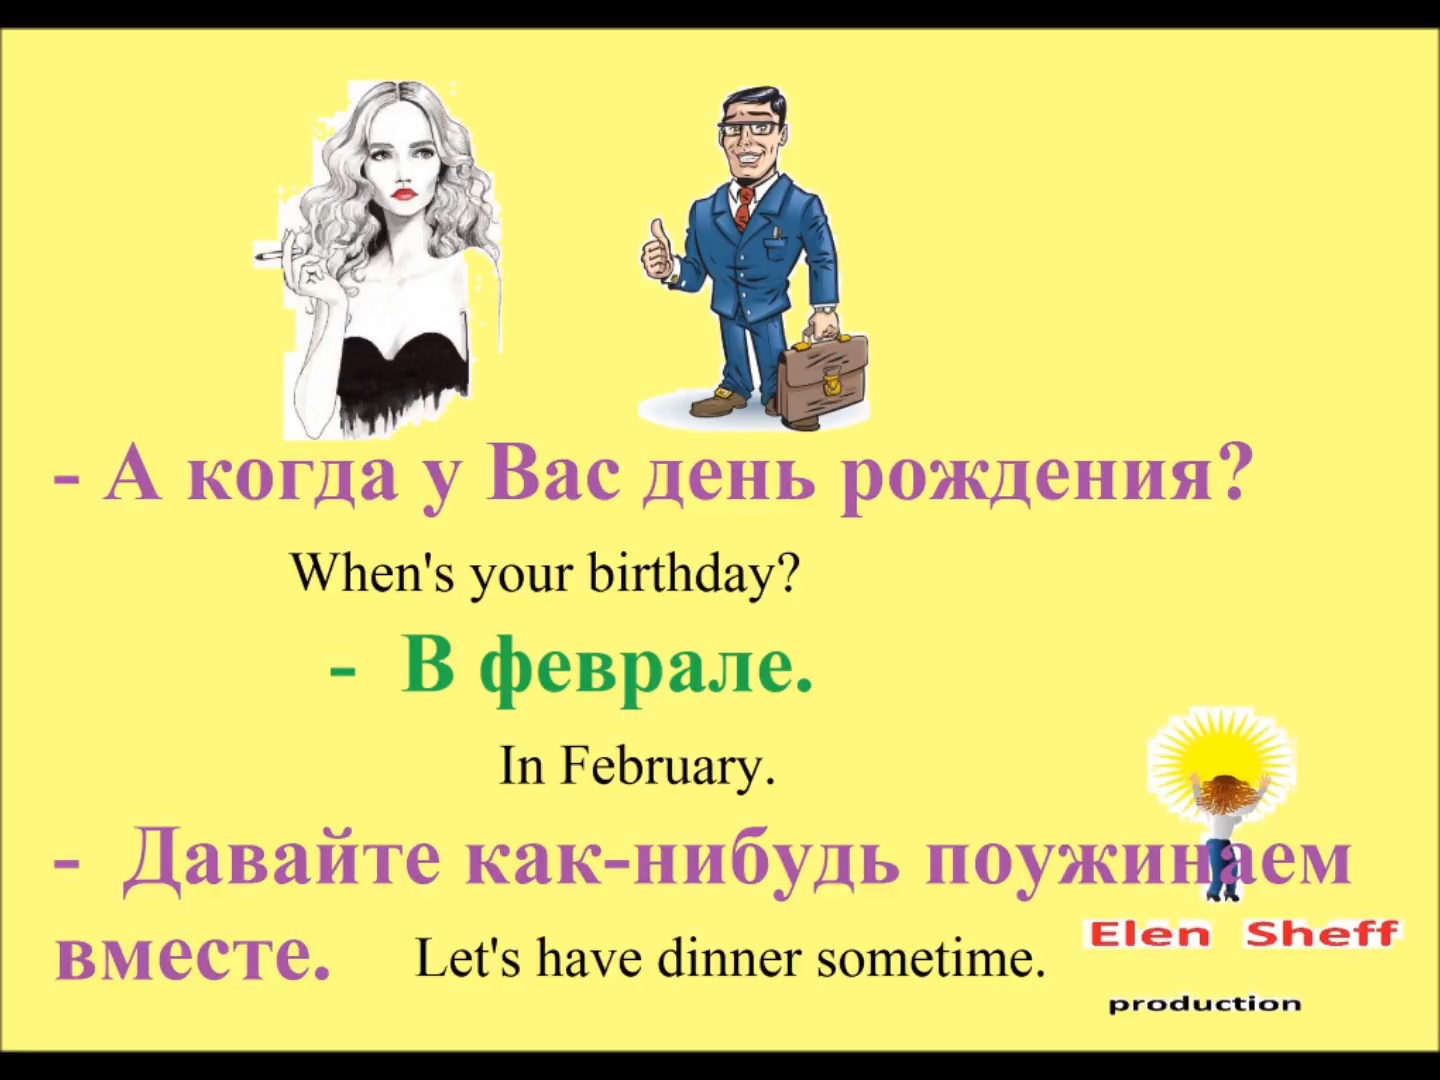 - А когда у Вас день рождения?
When's your birthday?
- В феврале.
In February.
- Давайте как-нибудь поужинаем
вместе. Let's have dinner sometime.
Elen Sheff
production